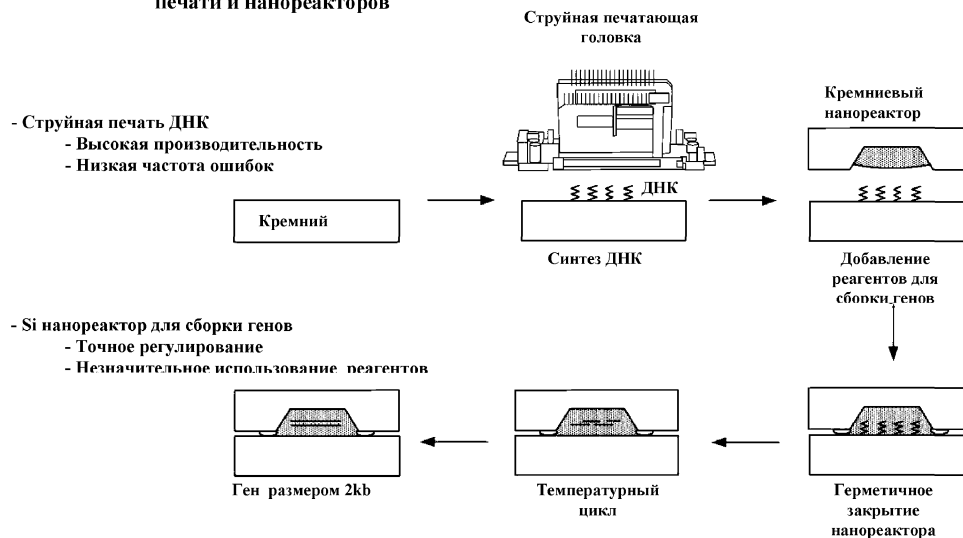 печати и нанореакторов
Струйная печатающая
головка
Кремниевый
нанореактор
- Струйная печать ДНК
- Высокая производительность
- Низкая частота ошибок
ДНК
Кремний
Синтез ДНК
Добавление
реагентов для
сборки генов
- Si нанореактор для сборки генов
- Точное регулирование
- Незначительное использование реагентов
Ген размером 2kb
Температурный
цикл
Герметичное
закрытие
нанореактора